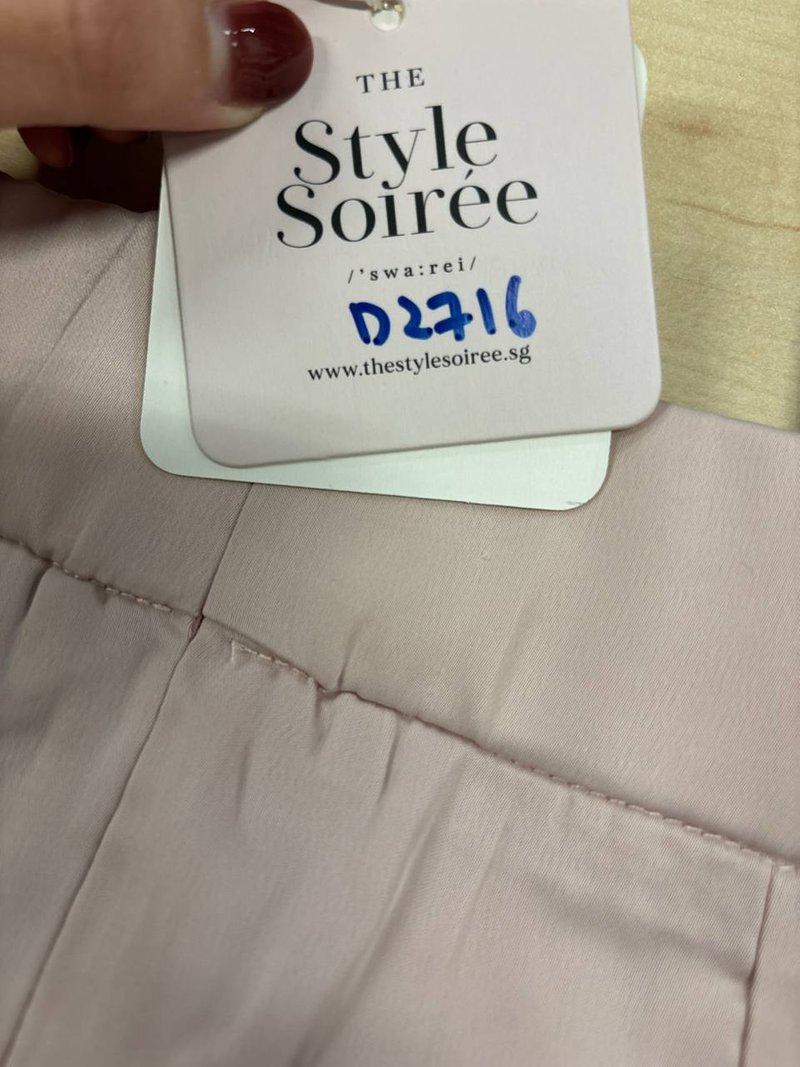 THE
Style
Soirée
/'swa:rei/
D2716
www.thestylesoiree.sg